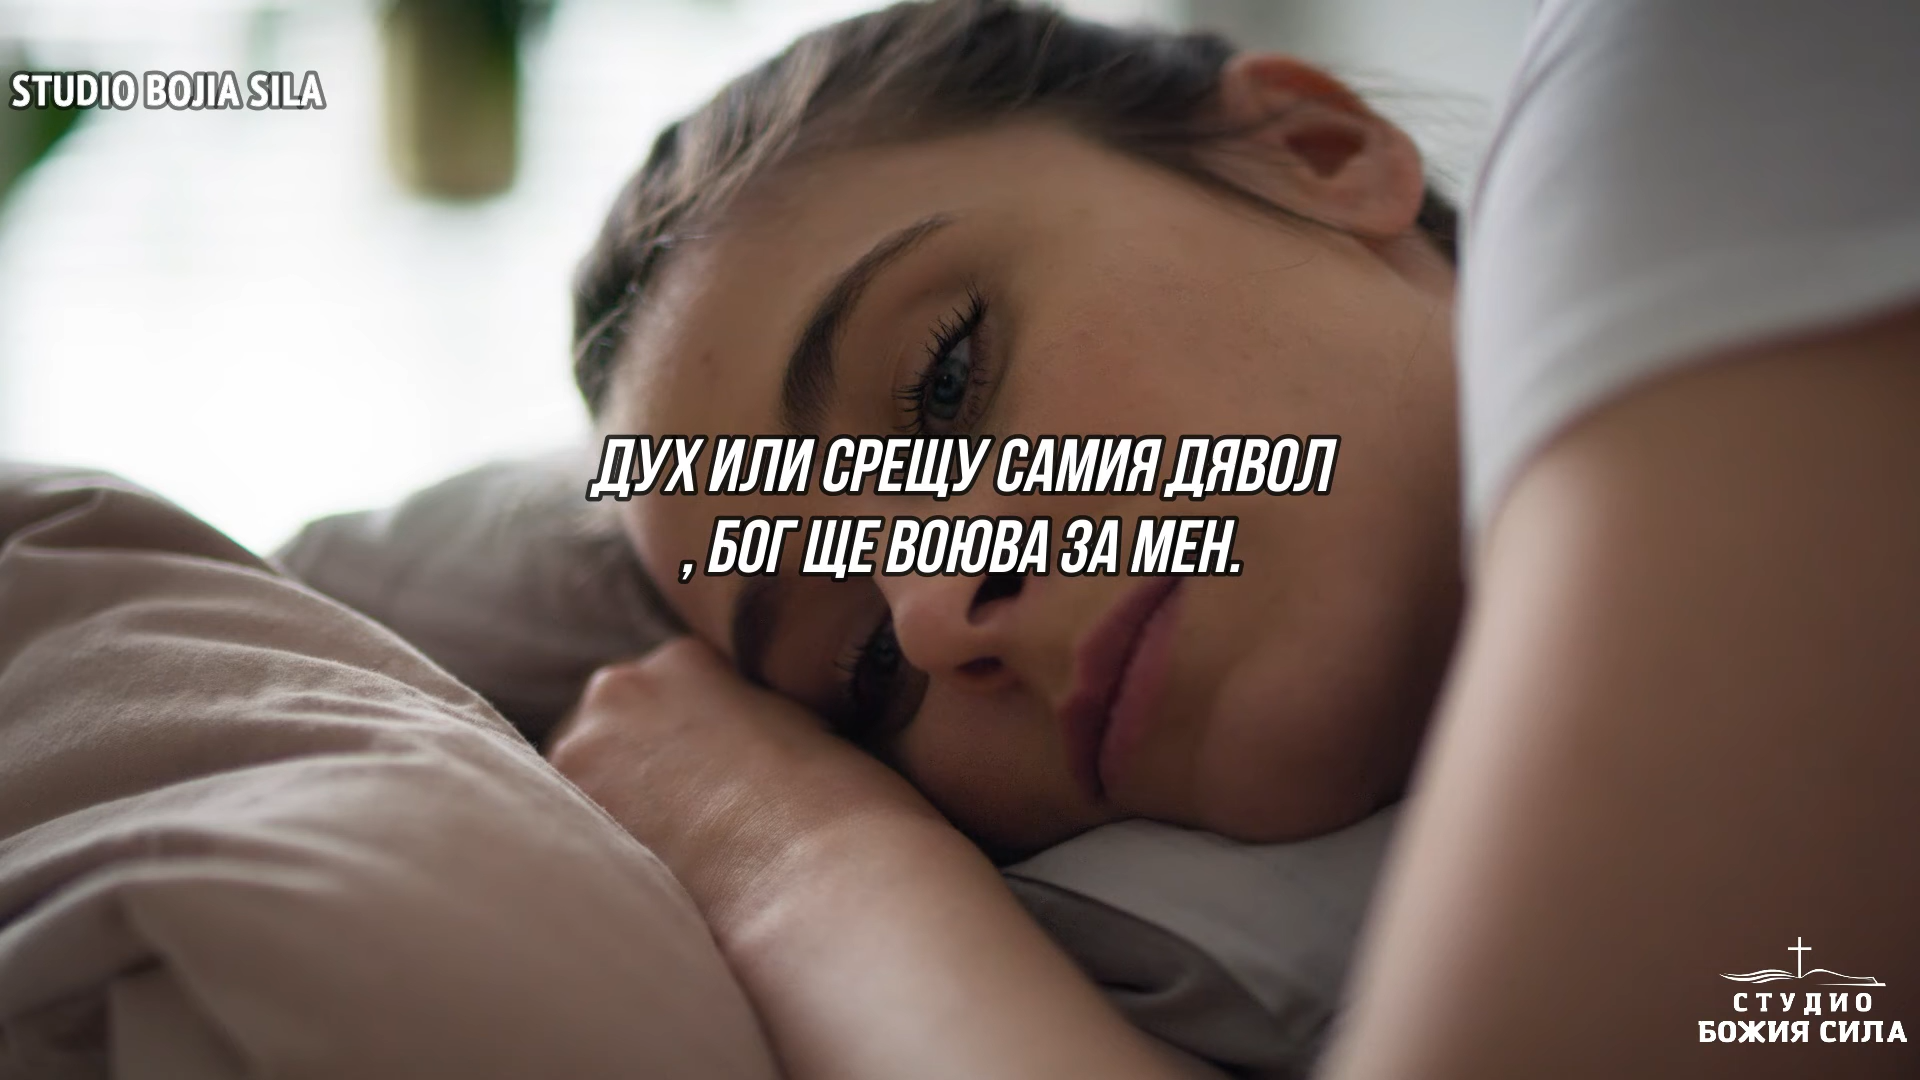 STUDIO BOJIA SILA
ДУХ ИЛИ СРЕЩУ САМИЯ ДЯВОЛ
, БОГ ЩЕ ВОЮВА ЗА МЕН.
СТУДИО
БОЖИЯ СИЛА